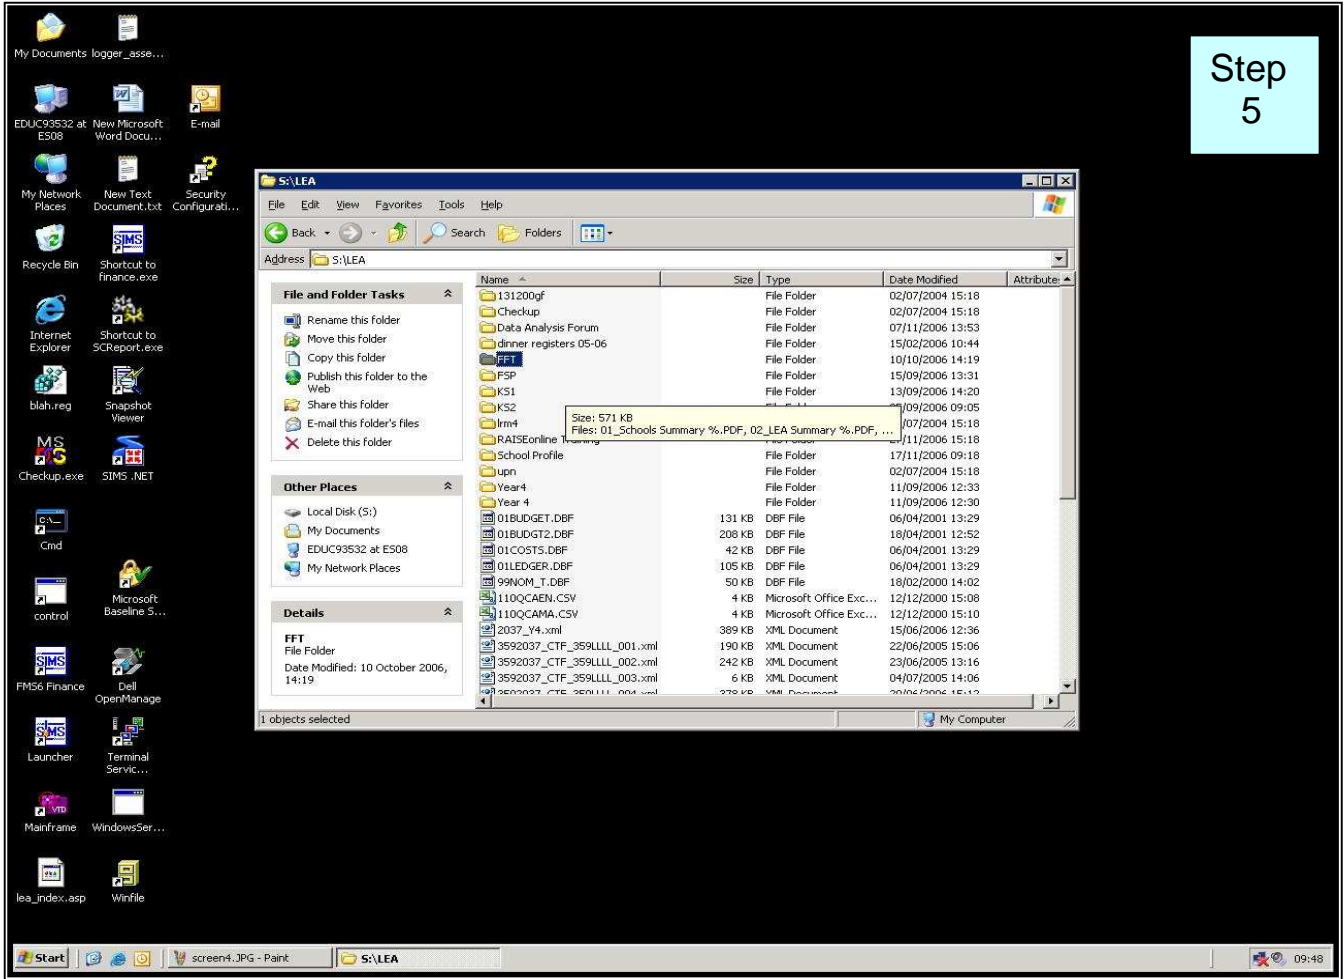 My Documents
logger_asse...
Step
5
EDUC93532 at
ES08
New Microsoft
Word Docu...
E-mail
My Network
Places
New Text
Document.txt
Security
Configurati...
Recycle Bin
SIMS
Shortcut to
finance.exe
Internet
Explorer
Shortcut to
SCReport.exe
blah.reg
Snapshot
Viewer
MS
Checkup.exe
SIMS .NET
Cmd
control
Microsoft
Baseline S...
SIMS
FMS6 Finance
Dell
OpenManage
SIMS
Launcher
Terminal
Servic...
VTD
Mainframe
WindowsSer...
lea_index.asp
Winfile
S:\LEA
File Edit View Favorites Tools Help
Back Search Folders
Address S:\LEA
File and Folder Tasks
Rename this folder
Move this folder
Copy this folder
Publish this folder to the
Web
Share this folder
E-mail this folder's files
Delete this folder
Other Places
Local Disk (S:)
My Documents
EDUC93532 at ES08
My Network Places
Details
FFT
File Folder
Date Modified: 10 October 2006,
14:19
Name Size Type Date Modified Attribute
131200gf File Folder 02/07/2004 15:18
Checkup File Folder 02/07/2004 15:18
Data Analysis Forum File Folder 07/11/2006 13:53
dinner registers 05-06 File Folder 15/02/2006 10:44
FFT File Folder 10/10/2006 14:19
FSP File Folder 15/09/2006 13:31
KS1 File Folder 13/09/2006 14:20
KS2 /09/2006 09:05
lrm4 /07/2004 15:18
RAISEonline /11/2006 15:18
Size: 571 KB
Files: 01_Schools Summary %.PDF, 02_LEA Summary %.PDF, ...
School Profile File Folder 17/11/2006 09:18
upn File Folder 02/07/2004 15:18
Year4 File Folder 11/09/2006 12:33
Year 4 File Folder 11/09/2006 12:30
01BUDGET.DBF 131 KB DBF File 06/04/2001 13:29
01BUDGT2.DBF 208 KB DBF File 18/04/2001 12:52
01COSTS.DBF 42 KB DBF File 06/04/2001 13:29
01LEDGER.DBF 105 KB DBF File 06/04/2001 13:29
99NOM_T.DBF 50 KB DBF File 18/02/2000 14:02
110QCAEN.CSV 4 KB Microsoft Office Exc... 12/12/2000 15:08
110QCAMA.CSV 4 KB Microsoft Office Exc... 12/12/2000 15:10
2037_Y4.xml 389 KB XML Document 15/06/2006 12:36
3592037_CTF_359LLLL_001.xml 190 KB XML Document 22/06/2005 15:06
3592037_CTF_359LLLL_002.xml 242 KB XML Document 23/06/2005 13:16
3592037_CTF_359LLLL_003.xml 6 KB XML Document 04/07/2005 14:06
1 objects selected
My Computer
Start
screen4.JPG - Paint
S:\LEA
09:48